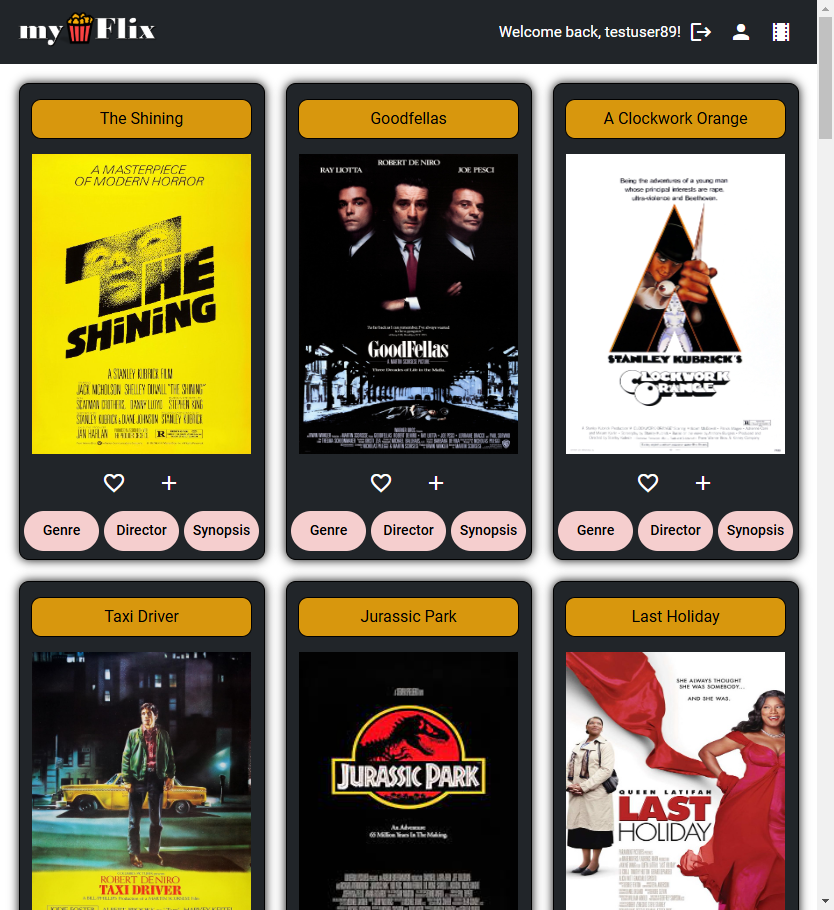 my Flix
Welcome back, testuser89!
The Shining
Goodfellas
A Clockwork Orange
A MASTERPIECE
OF MODERN HORROR
THE
SHiNiNG
A STANLEY KUBRICK FILM
JACK NICHOLSON SHELLEY DUVALL "THE SHINING"
SCATMAN CROTHERS, DANNY LLOYD STEPHEN KING
STANLEY KUBRICK & DIANE JOHNSON STANLEY KUBRICK
JAN HARLAN
R
ROBERT DE NIRO
RAY LIOTTA
JOE PESCI
GoodFellas
A MARTIN SCORSESE PICTURE
Three Decades of Life in the Mafia.
Being the adventures of a young man
whose principal interests are rape,
ultra-violence and Beethoven.
STANLEY KUBRICK'S
CLOCKWORK
ORANGE
Genre
Director
Synopsis
Genre
Director
Synopsis
Genre
Director
Synopsis
Taxi Driver
Jurassic Park
Last Holiday
ROBERT DE NIRO
TAXI DRIVER
JURASSIC PARK
An Adventure
65 Million Years In The Making.
SHE ALWAYS THOUGHT
SHE WAS SOMEBODY...
AND SHE WAS.
QUEEN LATIFAH
LAST
HOLIDAY